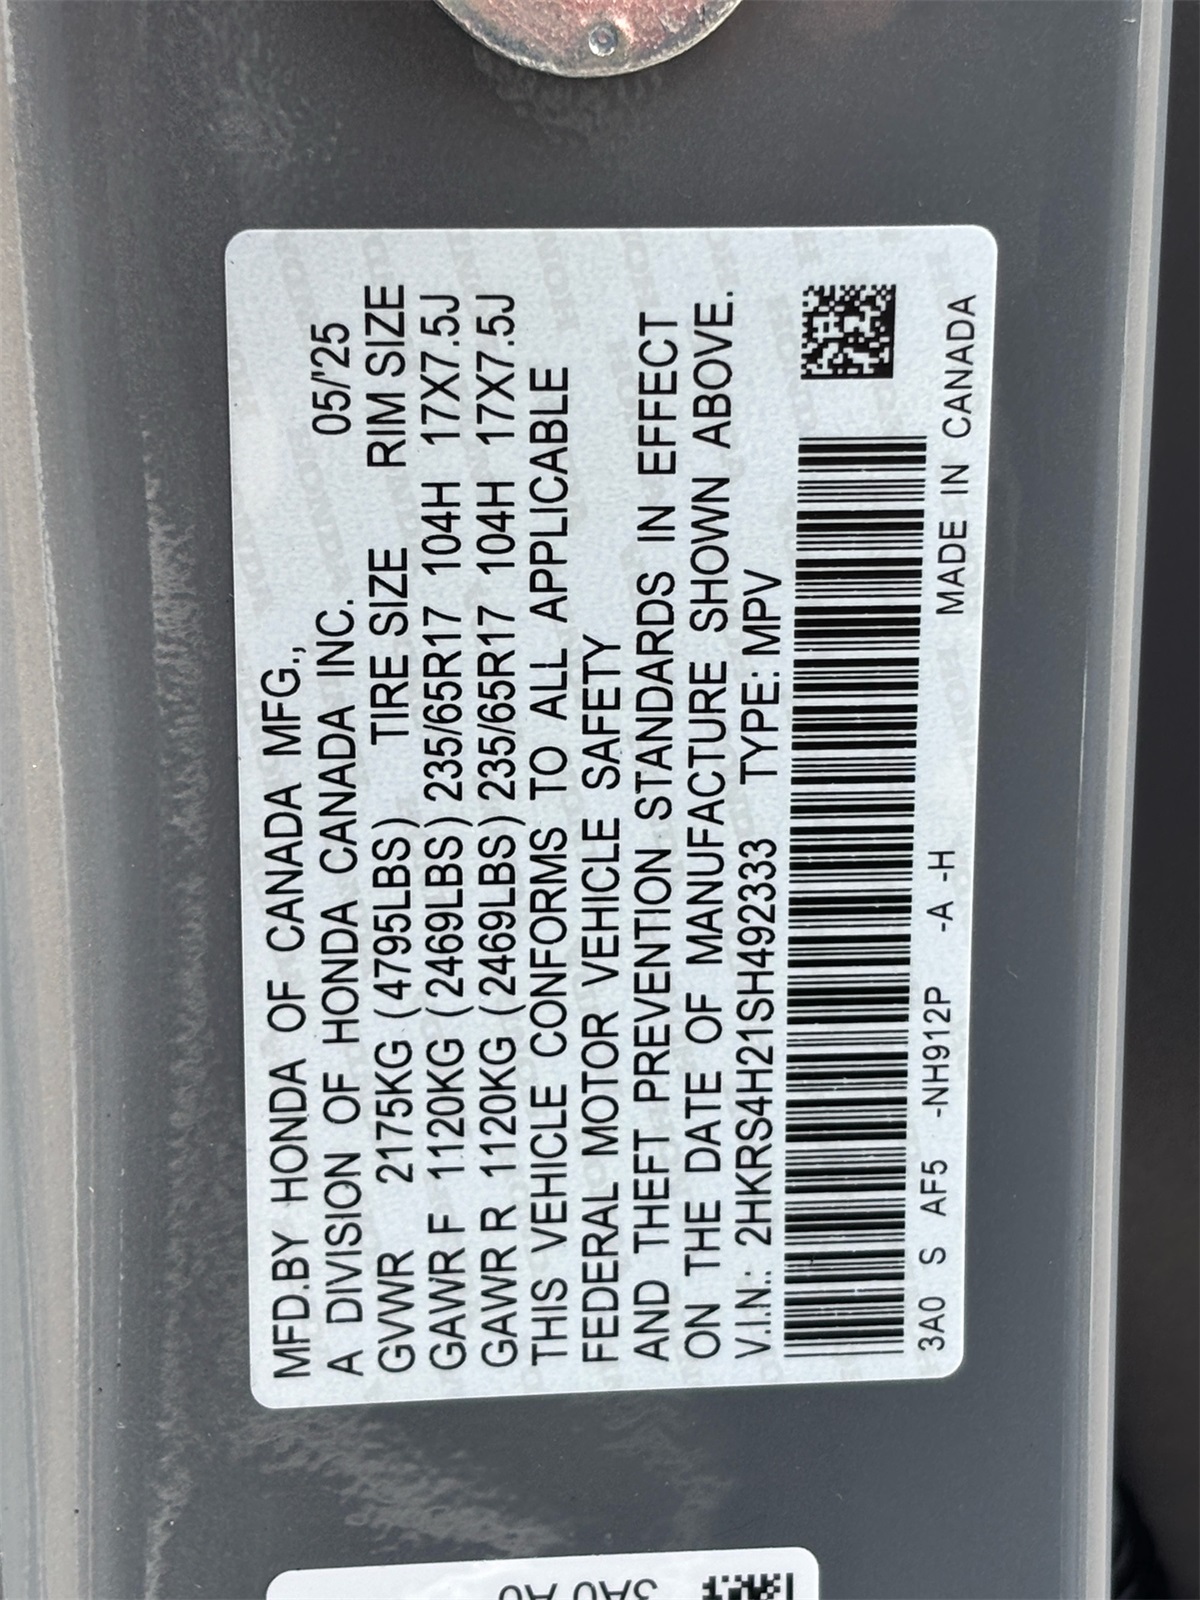 MFD.BY HONDA OF CANADA MFG.,
A DIVISION OF HONDA CANADA INC. 05/'25
GVWR 2175KG (4795LBS) TIRE SIZE RIM SIZE
GAWR F 1120KG (2469LBS) 235/65R17 104H 17X7.5J
GAWR R 1120KG (2469LBS) 235/65R17 104H 17X7.5J
THIS VEHICLE CONFORMS TO ALL APPLICABLE
FEDERAL MOTOR VEHICLE SAFETY
AND THEFT PREVENTION STANDARDS IN EFFECT
ON THE DATE OF MANUFACTURE SHOWN ABOVE.
V.I.N.: 2HKRS4H21SH492333 TYPE: MPV
3A0 S AF5 -NH912P -A -H MADE IN CANADA
3A0 A0